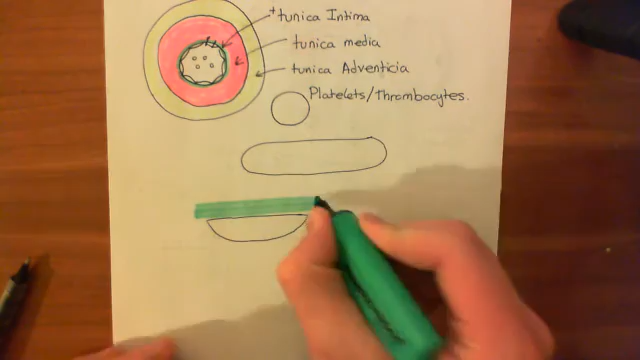 tunica Intima
tunica media
tunica Adventicia
Platelets/Thrombocytes.